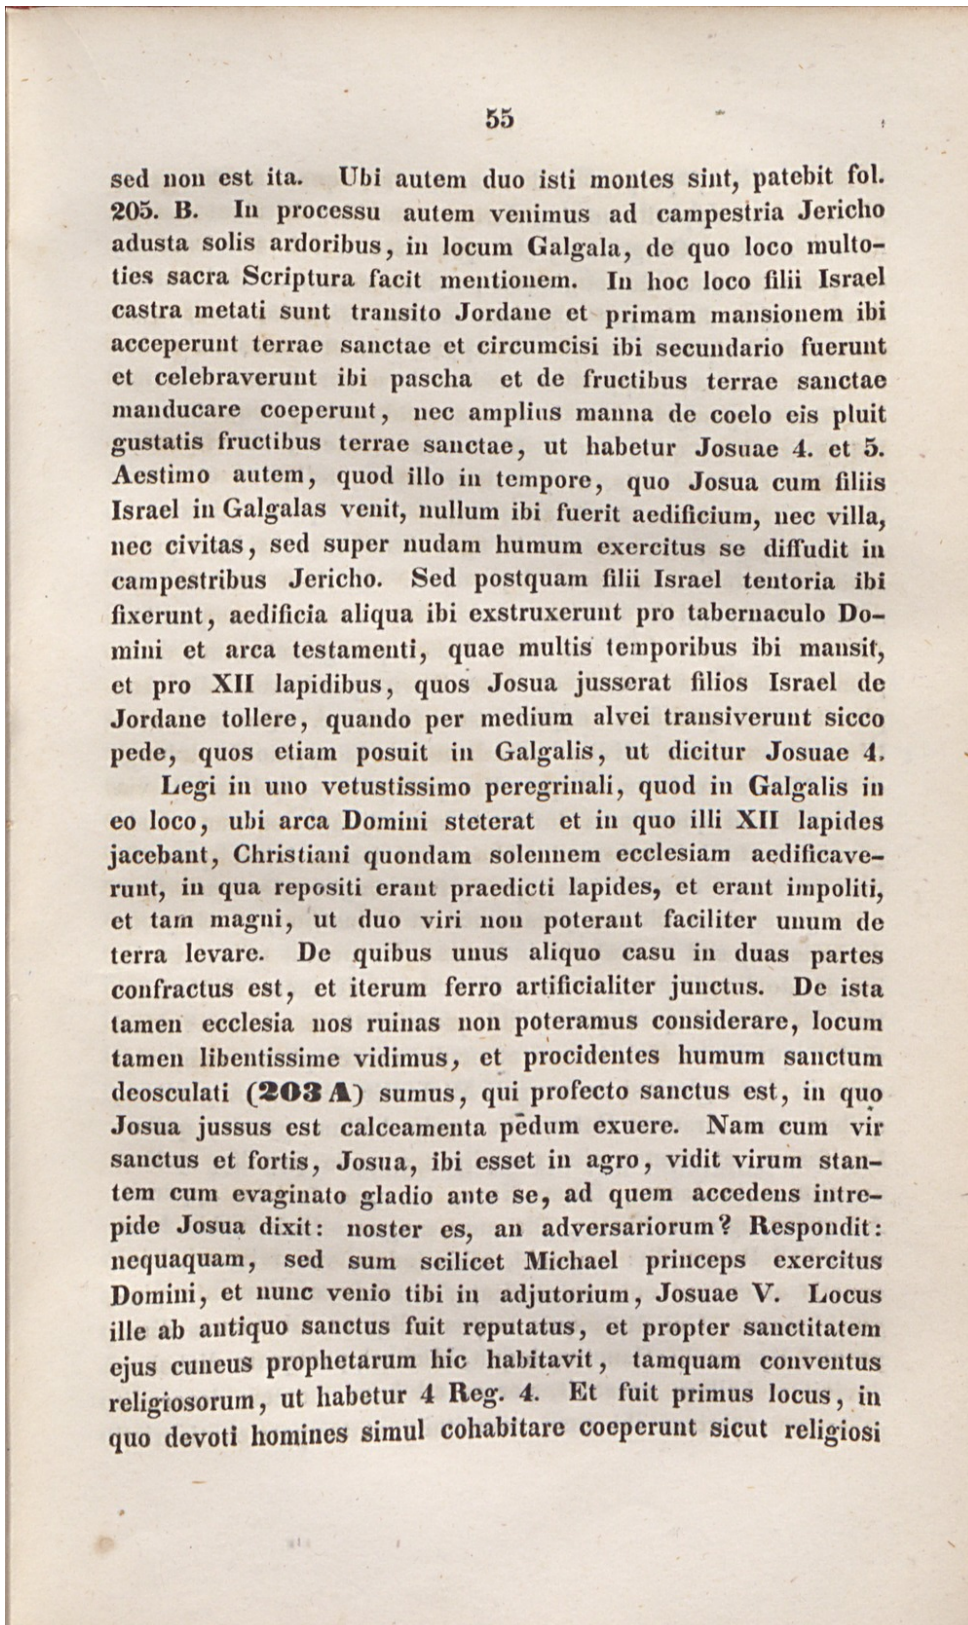 55
sed non est ita. Ubi autem duo isti montes sint, patebit fol.
205. B. In processu autem venimus ad campestria Jericho
adusta solis ardoribus, in locum Galgala, de quo loco multo-
ties sacra Scriptura facit mentionem. In hoc loco filii Israel
castra metati sunt transito Jordane et primam mansionem ibi
acceperunt terrae sanctae et circumcisi ibi secundario fuerunt
et celebraverunt ibi pascha et de fructibus terrae sanctae
manducare coeperunt, nec amplius manna de coelo eis pluit
gustatis fructibus terrae sanctae, ut habetur Josuae 4. et 5.
Aestimo autem, quod illo in tempore, quo Josua cum filiis
Israel in Galgalas venit, nullum ibi fuerit aedificium, nec villa,
nec civitas, sed super nudam humum exercitus se diffudit in
campestribus Jericho. Sed postquam filii Israel tentoria ibi
fixerunt, aedificia aliqua ibi exstruxerunt pro tabernaculo Do-
mini et arca testamenti, quae multis temporibus ibi mansit,
et pro XII lapidibus, quos Josua jusserat filios Israel de
Jordane tollere, quando per medium alvei transiverunt sicco
pede, quos etiam posuit in Galgalis, ut dicitur Josuae 4.
Legi in uno vetustissimo peregrinali, quod in Galgalis in
eo loco, ubi arca Domini steterat et in quo illi XII lapides
jacebant, Christiani quondam solennem ecclesiam aedificave-
runt, in qua repositi erant praedicti lapides, et erant impoliti,
et tam magni, ut duo viri non poterant faciliter unum de
terra levare. De quibus unus aliquo casu in duas partes
confractus est, et iterum ferro artificialiter junctus. De ista
tamen ecclesia nos ruinas non poteramus considerare, locum
tamen libentissime vidimus, et procidentes humum sanctum
deosculati (203 A) sumus, qui profecto sanctus est, in quo
Josua jussus est calceamenta pedum exuere. Nam cum vir
sanctus et fortis, Josua, ibi esset in agro, vidit virum stan-
tem cum evaginato gladio ante se, ad quem accedens intre-
pide Josua dixit: noster es, an adversariorum? Respondit:
nequaquam, sed sum scilicet Michael princeps exercitus
Domini, et nunc venio tibi in adjutorium, Josuae V. Locus
ille ab antiquo sanctus fuit reputatus, et propter sanctitatem
ejus cuneus prophetarum hic habitavit, tamquam conventus
religiosorum, ut habetur 4 Reg. 4. Et fuit primus locus, in
quo devoti homines simul cohabitare coeperunt sicut religiosi